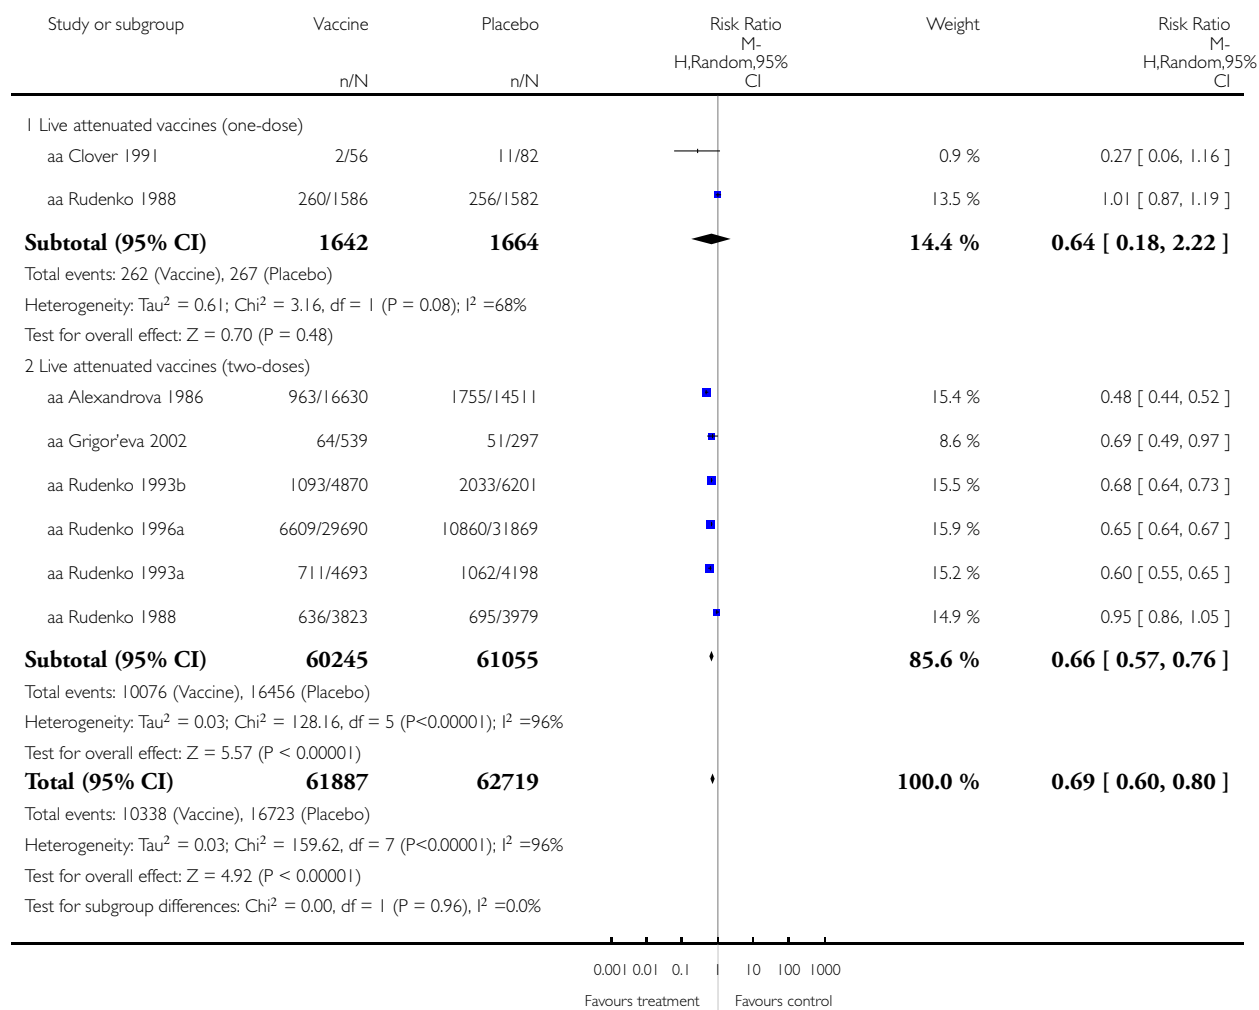 Study or subgroup Vaccine Placebo Risk Ratio Weight Risk Ratio
M- M-
H,Random,95% H,Random,95%
n/N n/N CI CI
1 Live attenuated vaccines (one-dose)
aa Clover 1991 2/56 11/82 0.9 % 0.27 [ 0.06, 1.16 ]
aa Rudenko 1988 260/1586 256/1582 13.5 % 1.01 [ 0.87, 1.19 ]
Subtotal (95% CI) 1642 1664 14.4 % 0.64 [ 0.18, 2.22 ]
Total events: 262 (Vaccine), 267 (Placebo)
Heterogeneity: Tau² = 0.61; Chi² = 3.16, df = 1 (P = 0.08); I² =68%
Test for overall effect: Z = 0.70 (P = 0.48)
2 Live attenuated vaccines (two-doses)
aa Alexandrova 1986 963/16630 1755/14511 15.4 % 0.48 [ 0.44, 0.52 ]
aa Grigor'eva 2002 64/539 51/297 8.6 % 0.69 [ 0.49, 0.97 ]
aa Rudenko 1993b 1093/4870 2033/6201 15.5 % 0.68 [ 0.64, 0.73 ]
aa Rudenko 1996a 6609/29690 10860/31869 15.9 % 0.65 [ 0.64, 0.67 ]
aa Rudenko 1993a 711/4693 1062/4198 15.2 % 0.60 [ 0.55, 0.65 ]
aa Rudenko 1988 636/3823 695/3979 14.9 % 0.95 [ 0.86, 1.05 ]
Subtotal (95% CI) 60245 61055 85.6 % 0.66 [ 0.57, 0.76 ]
Total events: 10076 (Vaccine), 16456 (Placebo)
Heterogeneity: Tau² = 0.03; Chi² = 128.16, df = 5 (P<0.00001); I² =96%
Test for overall effect: Z = 5.57 (P < 0.00001)
Total (95% CI) 61887 62719 100.0 % 0.69 [ 0.60, 0.80 ]
Total events: 10338 (Vaccine), 16723 (Placebo)
Heterogeneity: Tau² = 0.03; Chi² = 159.62, df = 7 (P<0.00001); I² =96%
Test for overall effect: Z = 4.92 (P < 0.00001)
Test for subgroup differences: Chi² = 0.00, df = 1 (P = 0.96), I² =0.0%
0.001 0.01 0.1 1 10 100 1000
Favours treatment Favours control